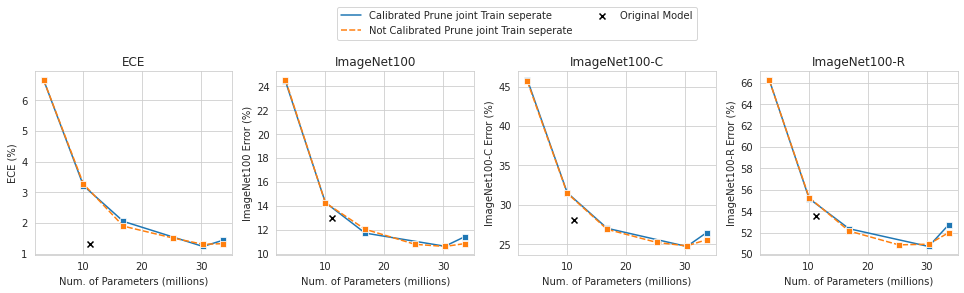 Calibrated Prune joint Train seperate
Not Calibrated Prune joint Train seperate
Original Model
ECE
ECE (%)
6
5
4
3
2
1
10
20
30
Num. of Parameters (millions)
ImageNet100
ImageNet100 Error (%)
24
22
20
18
16
14
12
10
10
20
30
Num. of Parameters (millions)
ImageNet100-C
ImageNet100-C Error (%)
45
40
35
30
25
10
20
30
Num. of Parameters (millions)
ImageNet100-R
ImageNet100-R Error (%)
66
64
62
60
58
56
54
52
50
10
20
30
Num. of Parameters (millions)